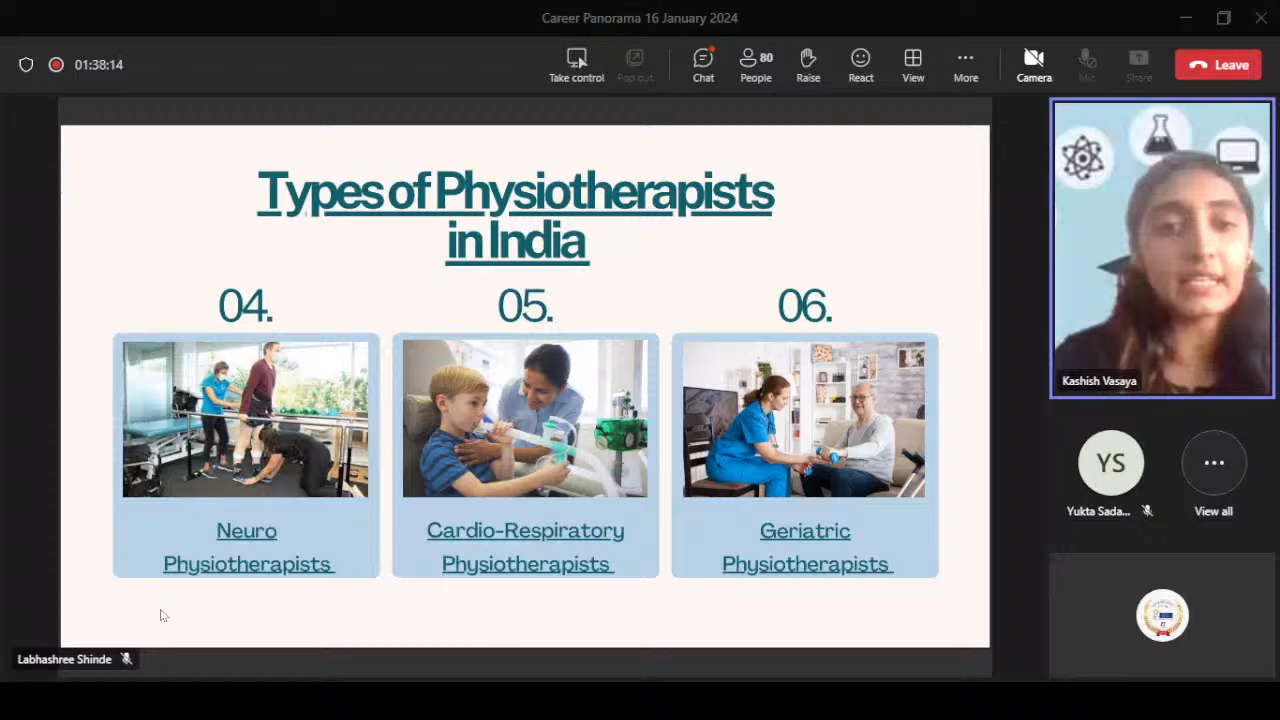 Career Panorama 16 January 2024
01:38:14
Take control
Pop out
Chat
80
People
Raise
React
View
More
Camera
Mic
Share
Leave
Types of Physiotherapists
in India
04.
05.
06.
Neuro
Physiotherapists
Cardio-Respiratory
Physiotherapists
Geriatric
Physiotherapists
Kashish Vasaya
YS
Yukta Sada...
View all
Labhashree Shinde